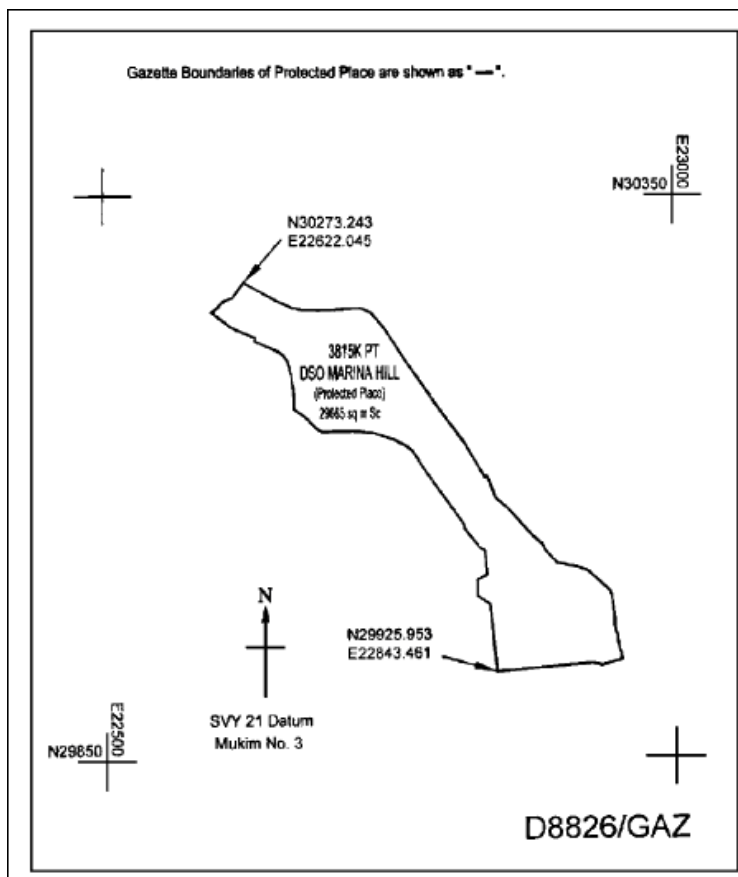 Gazette Boundaries of Protected Place are shown as " — ".
E23000
N30350
N30273.243
E22622.045
3815K PT
DSO MARINA HILL
(Protected Place)
29665 sq m Sc
N
N29925.953
E22843.461
SVY 21 Datum
Mukim No. 3
E22500
N29850
D8826/GAZ